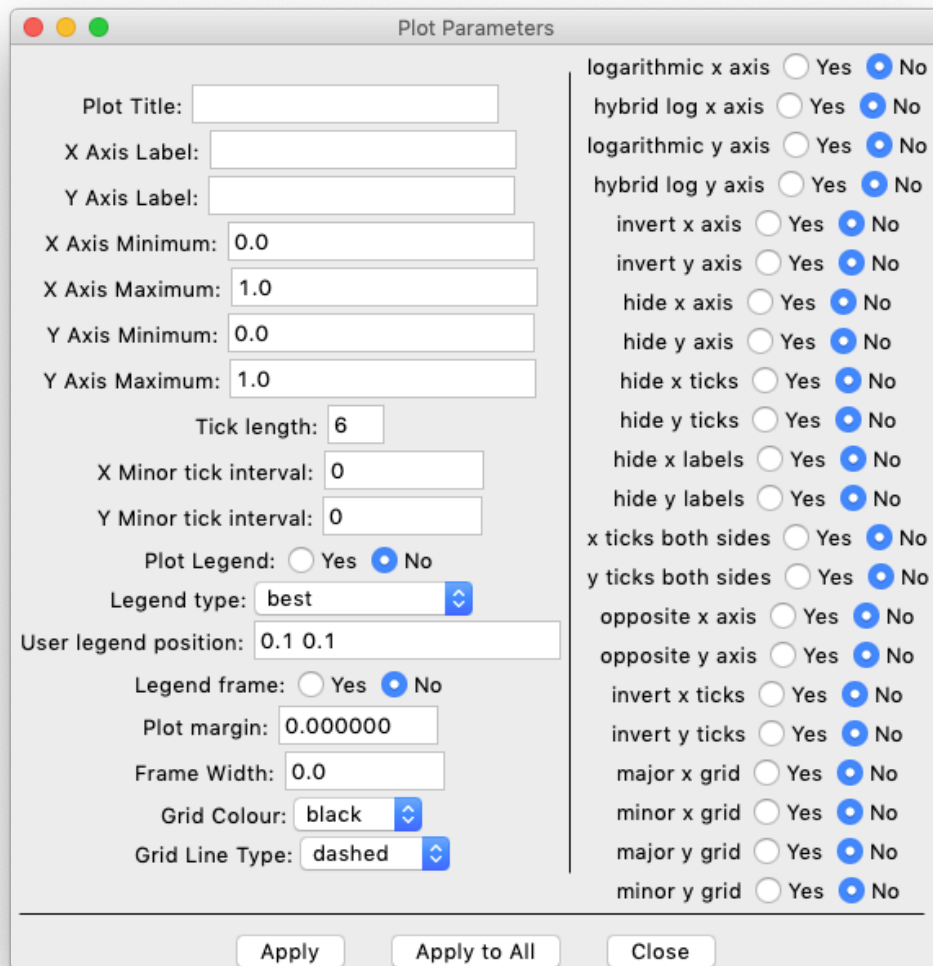 Plot Parameters
Plot Title:
X Axis Label:
Y Axis Label:
X Axis Minimum: 0.0
X Axis Maximum: 1.0
Y Axis Minimum: 0.0
Y Axis Maximum: 1.0
Tick length: 6
X Minor tick interval: 0
Y Minor tick interval: 0
Plot Legend: Yes No
Legend type: best
User legend position: 0.1 0.1
Legend frame: Yes No
Plot margin: 0.000000
Frame Width: 0.0
Grid Colour: black
Grid Line Type: dashed
logarithmic x axis Yes No
hybrid log x axis Yes No
logarithmic y axis Yes No
hybrid log y axis Yes No
invert x axis Yes No
invert y axis Yes No
hide x axis Yes No
hide y axis Yes No
hide x ticks Yes No
hide y ticks Yes No
hide x labels Yes No
hide y labels Yes No
x ticks both sides Yes No
y ticks both sides Yes No
opposite x axis Yes No
opposite y axis Yes No
invert x ticks Yes No
invert y ticks Yes No
major x grid Yes No
minor x grid Yes No
major y grid Yes No
minor y grid Yes No
Apply Apply to All Close